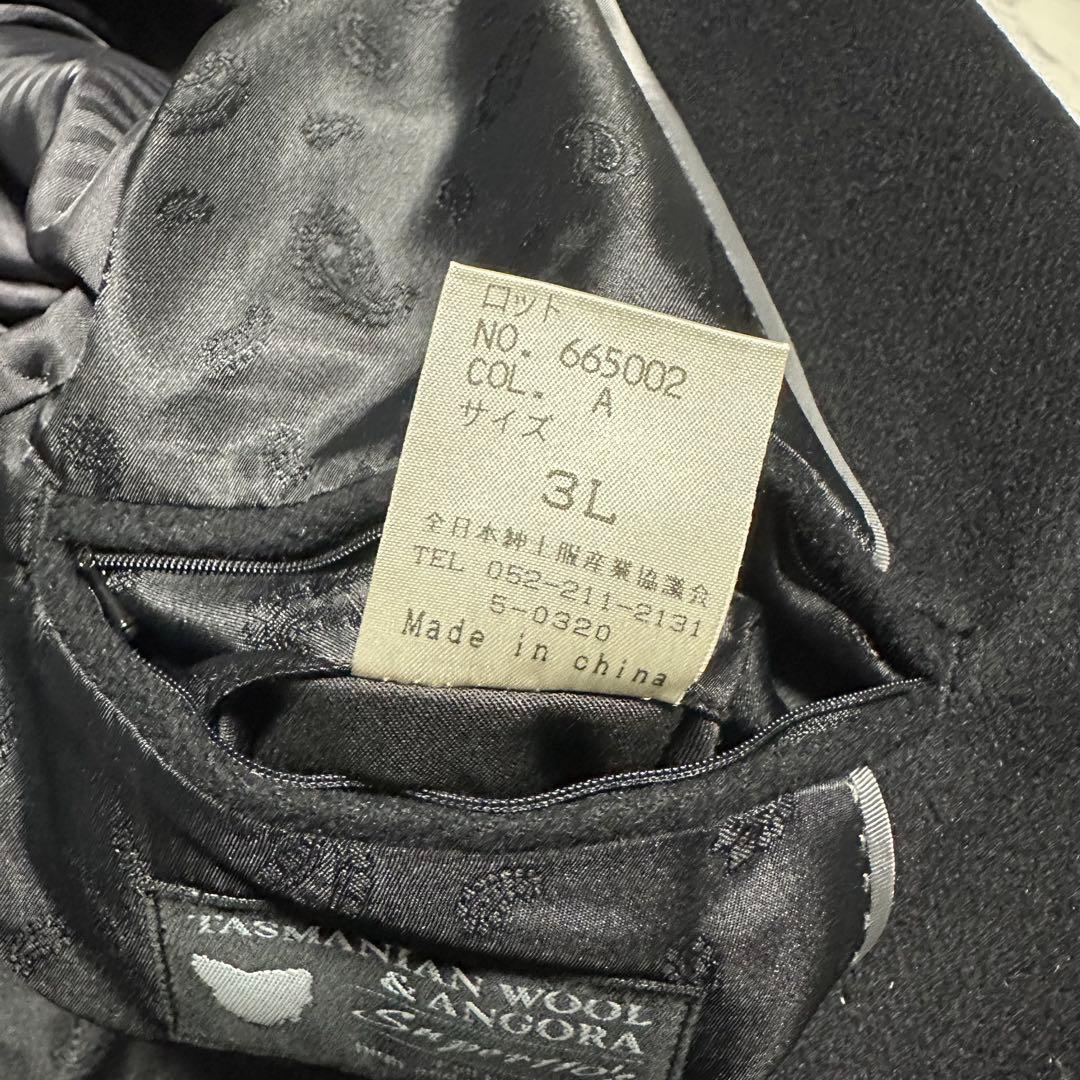 ロット
NO. 665002
COL. A
サイズ
3L
全日本紳士服産業協議会
TEL 052-211-2131
5-0320
Made in china
TASMANIAN WOOL
& ANGORA